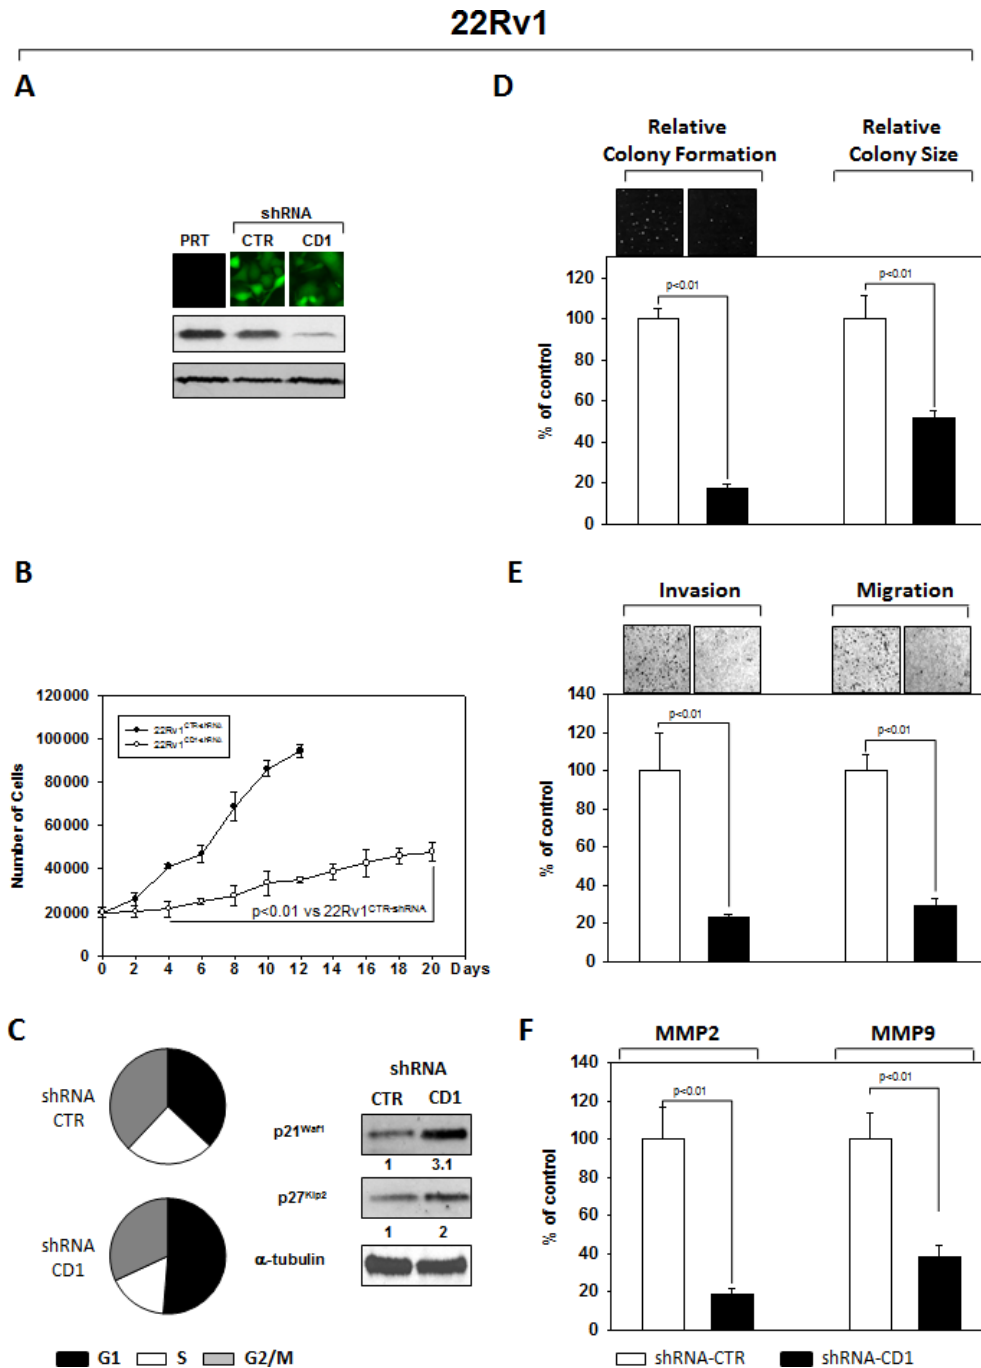 22Rv1
A
shRNA
PRT CTR CD1
B
120000
100000
80000
60000
40000
20000
0
Number of Cells
22Rv1CTR-shRNA
22Rv1CD1-shRNA
p<0.01 vs 22Rv1CTR-shRNA
0 2 4 6 8 10 12 14 16 18 20 Days
C
shRNA
CTR
shRNA
CD1
G1 S G2/M
shRNA
CTR CD1
p21Waf1
1 3.1
p27Kip2
1 2
α-tubulin
D
Relative
Colony Formation
Relative
Colony Size
120
100
80
60
40
20
0
% of control
p<0.01
p<0.01
E
Invasion
Migration
140
120
100
80
60
40
20
0
% of control
p<0.01
p<0.01
F
MMP2
MMP9
140
120
100
80
60
40
20
0
% of control
p<0.01
p<0.01
shRNA-CTR shRNA-CD1